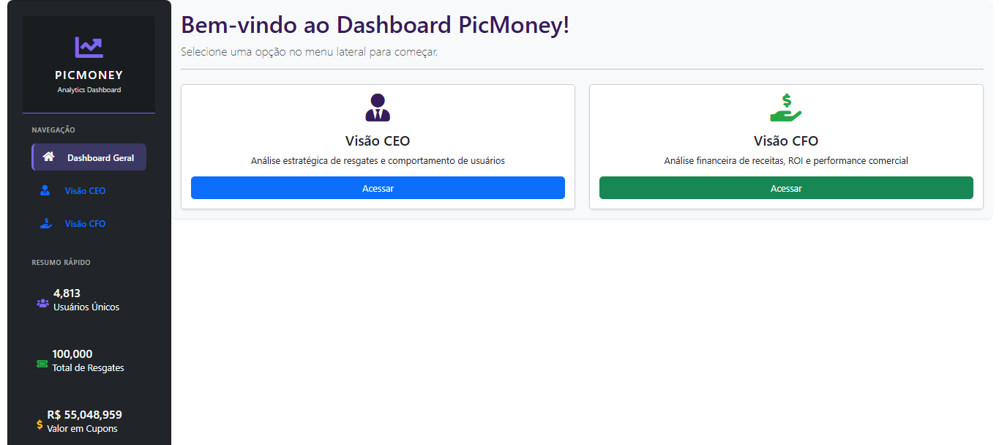 PICMONEY
Analytics Dashboard
NAVEGAÇÃO
Dashboard Geral
Visão CEO
Visão CFO
RESUMO RÁPIDO
4,813
Usuários Únicos
100,000
Total de Resgates
R$ 55,048,959
Valor em Cupons
Bem-vindo ao Dashboard PicMoney!
Selecione uma opção no menu lateral para começar.
Visão CEO
Análise estratégica de resgates e comportamento de usuários
Acessar
Visão CFO
Análise financeira de receitas, ROI e performance comercial
Acessar